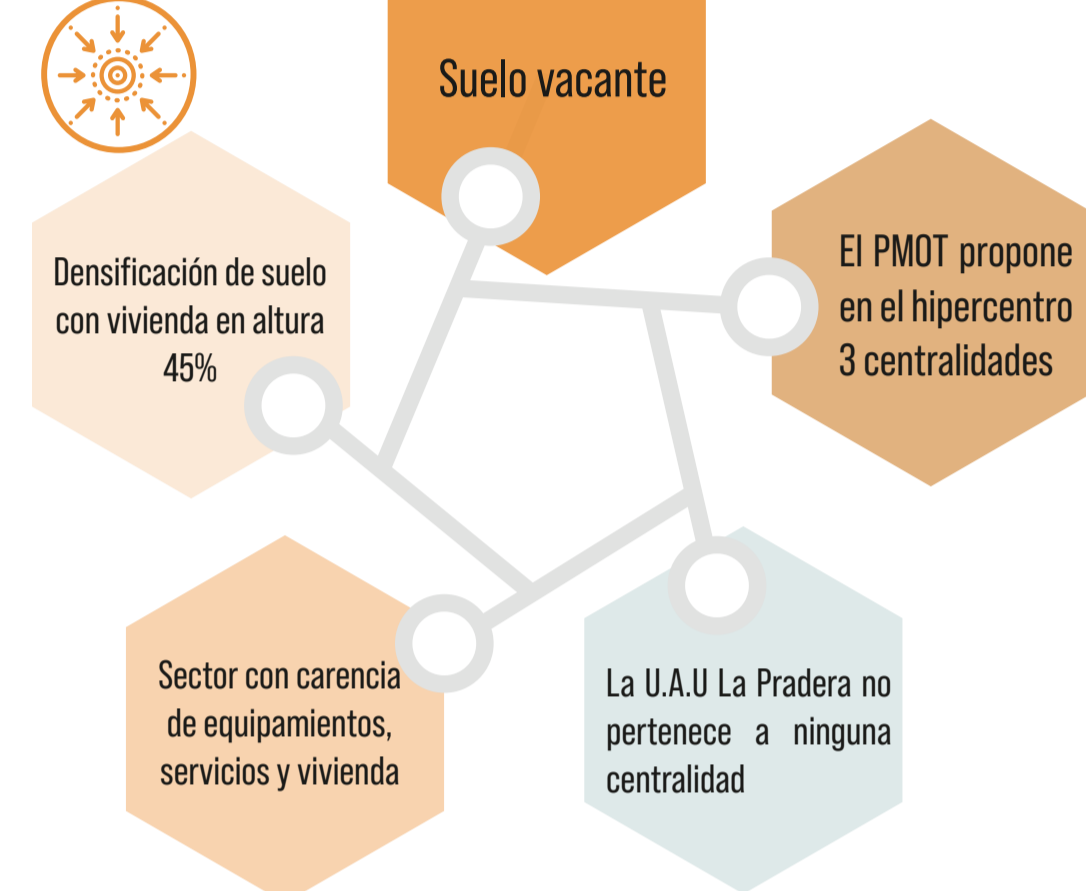 Suelo vacante
El PMOT propone
en el hipercentro
3 centralidades
Densificación de suelo
con vivienda en altura
45%
Sector con carencia
de equipamientos,
servicios y vivienda
La U.A.U La Pradera no
pertenece a ninguna
centralidad